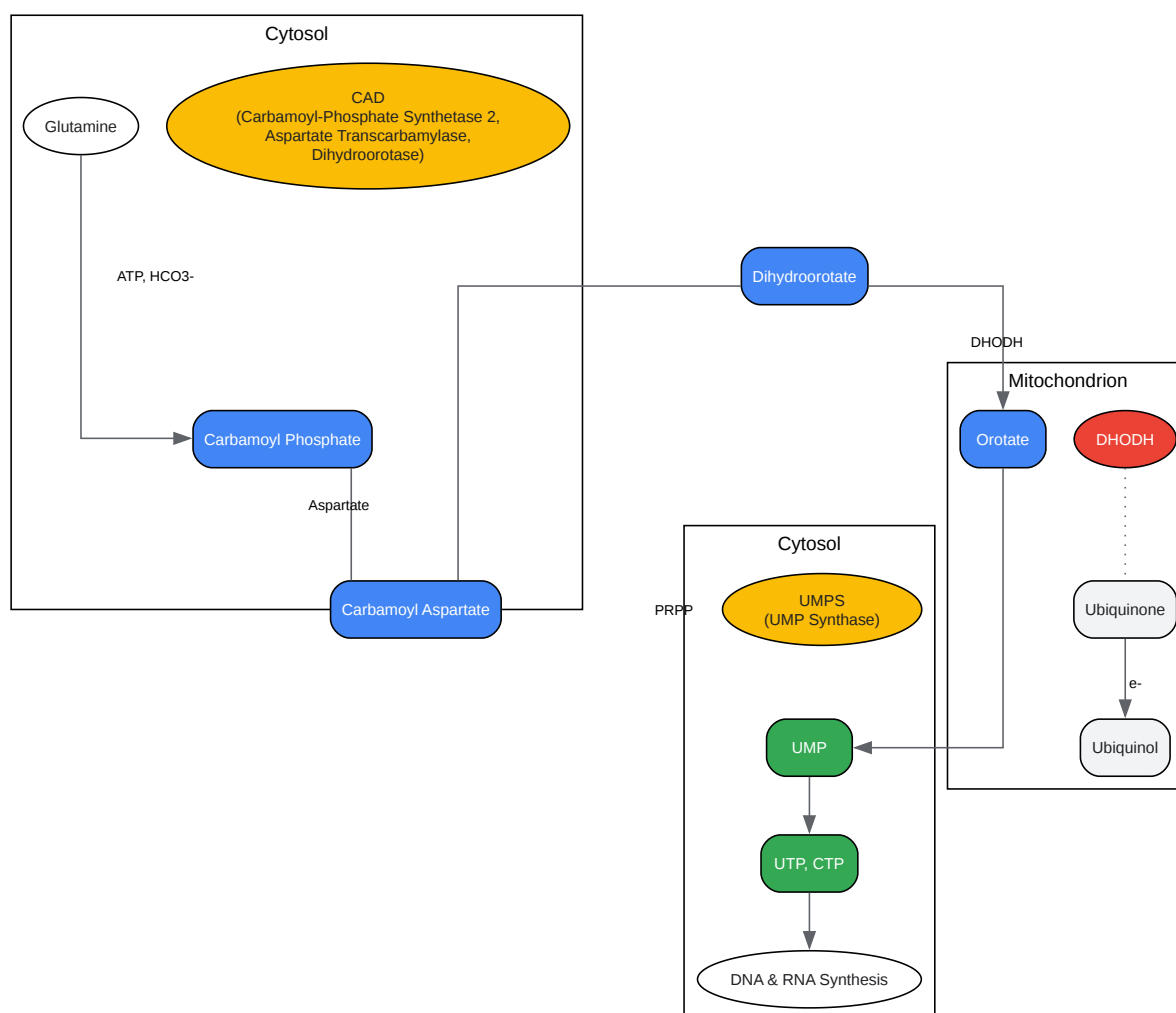 Cytosol
CAD
(Carbamoyl-Phosphate Synthetase 2,
Aspartate Transcarbamylase,
Dihydroorotase)
Glutamine
ATP, HCO3-
Dihydroorotate
DHODH
Mitochondrion
Carbamoyl Phosphate
Orotate
DHODH
Aspartate
Cytosol
Carbamoyl Aspartate
PRPP
UMPS
(UMP Synthase)
Ubiquinone
e-
UMP
Ubiquinol
UTP, CTP
DNA & RNA Synthesis